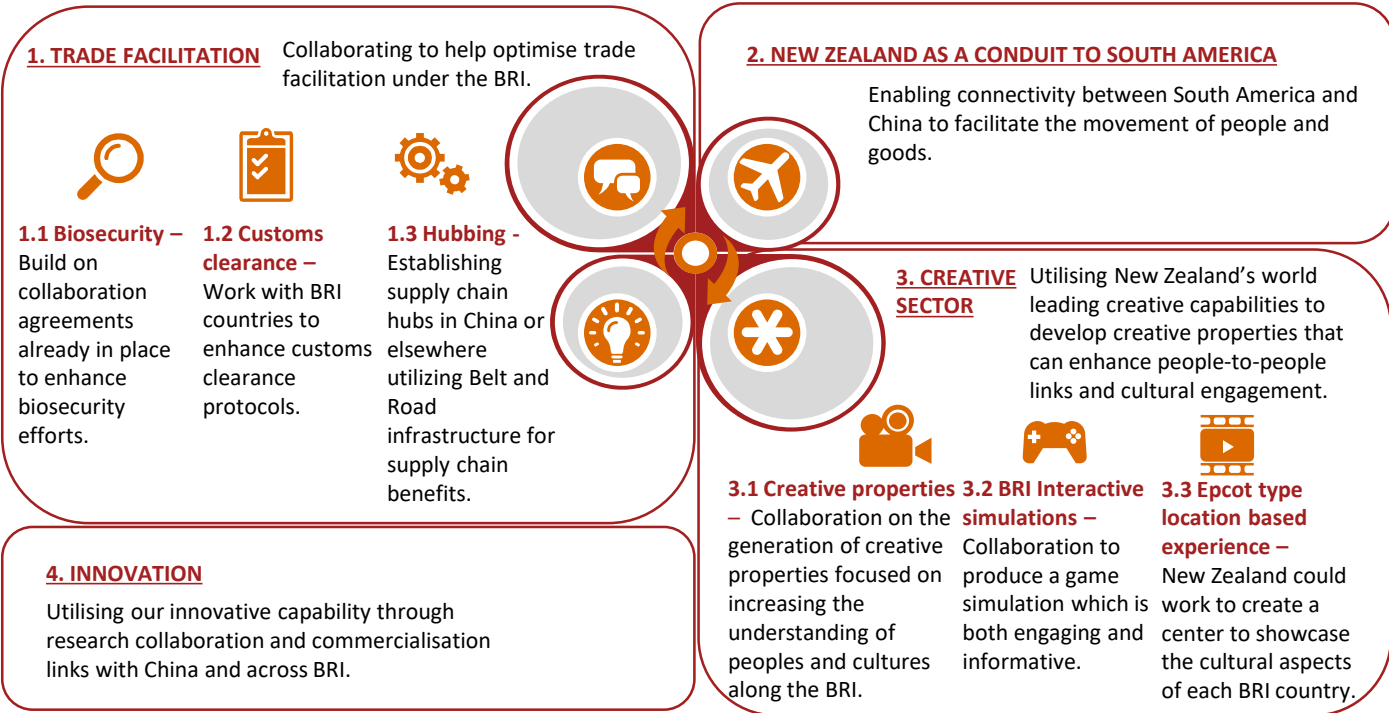 1. TRADE FACILITATION
Collaborating to help optimise trade
facilitation under the BRI.
1.1 Biosecurity –
Build on
collaboration
agreements
already in place
to enhance
biosecurity
efforts.
1.2 Customs
clearance –
Work with BRI
countries to
enhance customs
clearance
protocols.
1.3 Hubbing -
Establishing
supply chain
hubs in China or
elsewhere
utilizing Belt and
Road
infrastructure for
supply chain
benefits.
2. NEW ZEALAND AS A CONDUIT TO SOUTH AMERICA
Enabling connectivity between South America and
China to facilitate the movement of people and
goods.
3. CREATIVE
SECTOR
Utilising New Zealand’s world
leading creative capabilities to
develop creative properties that
can enhance people-to-people
links and cultural engagement.
3.1 Creative properties
– Collaboration on the
generation of creative
properties focused on
increasing the
understanding of
peoples and cultures
along the BRI.
3.2 BRI Interactive
simulations –
Collaboration to
produce a game
simulation which is
both engaging and
informative.
3.3 Epcot type
location based
experience –
New Zealand could
work to create a
center to showcase
the cultural aspects
of each BRI country.
4. INNOVATION
Utilising our innovative capability through
research collaboration and commercialisation
links with China and across BRI.